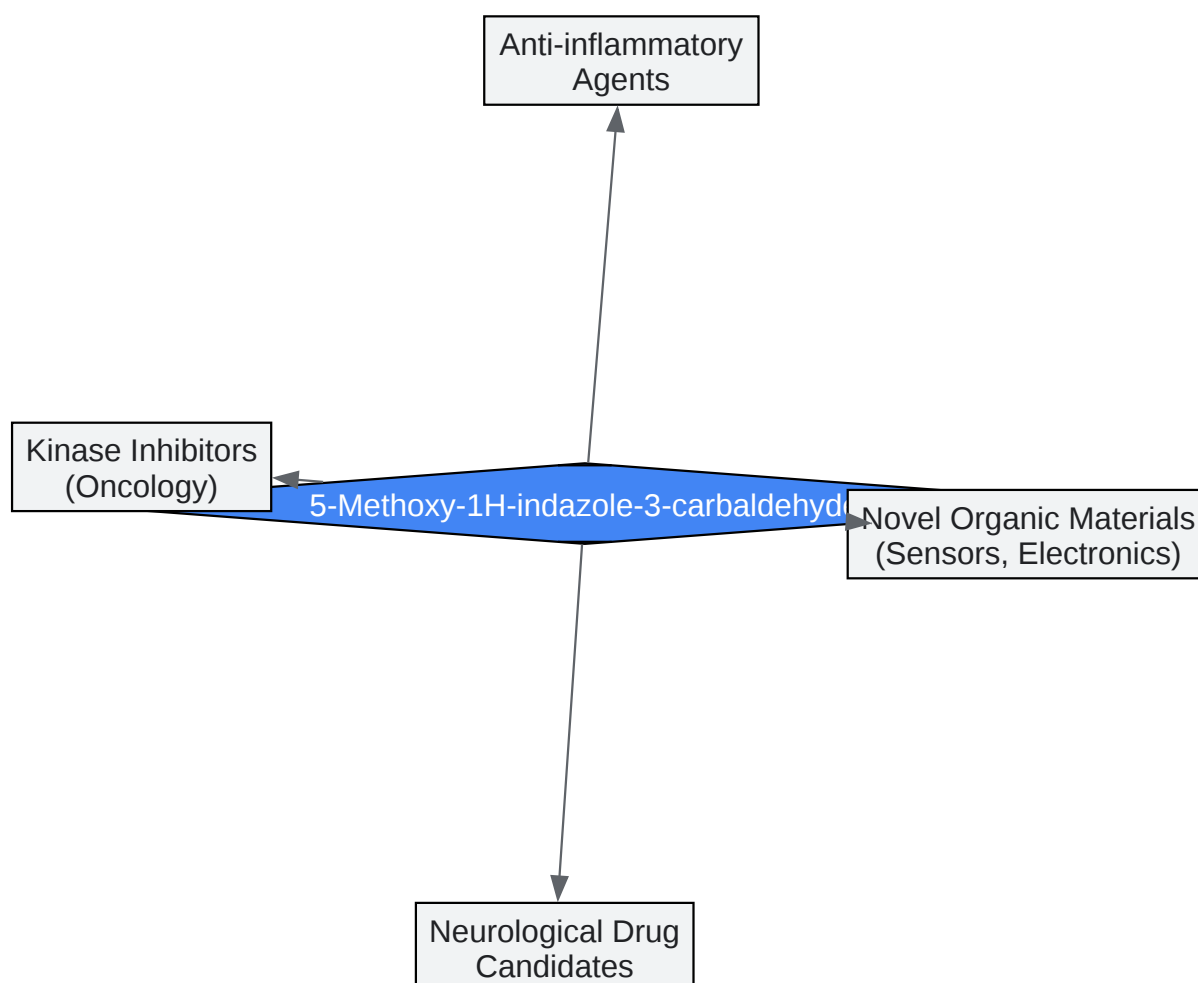 Anti-inflammatory
Agents
Kinase Inhibitors
(Oncology)
5-Methoxy-1H-indazole-3-carbaldehyde
Novel Organic Materials
(Sensors, Electronics)
Neurological Drug
Candidates